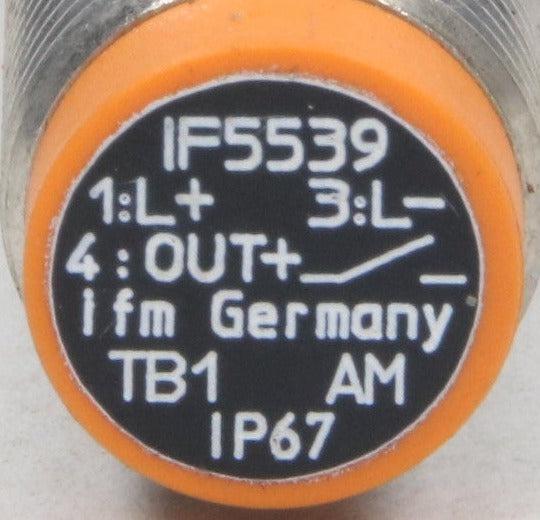 IF5539
1:L+ 3:L-
4:OUT+
ifm Germany
TB1 AM
IP67